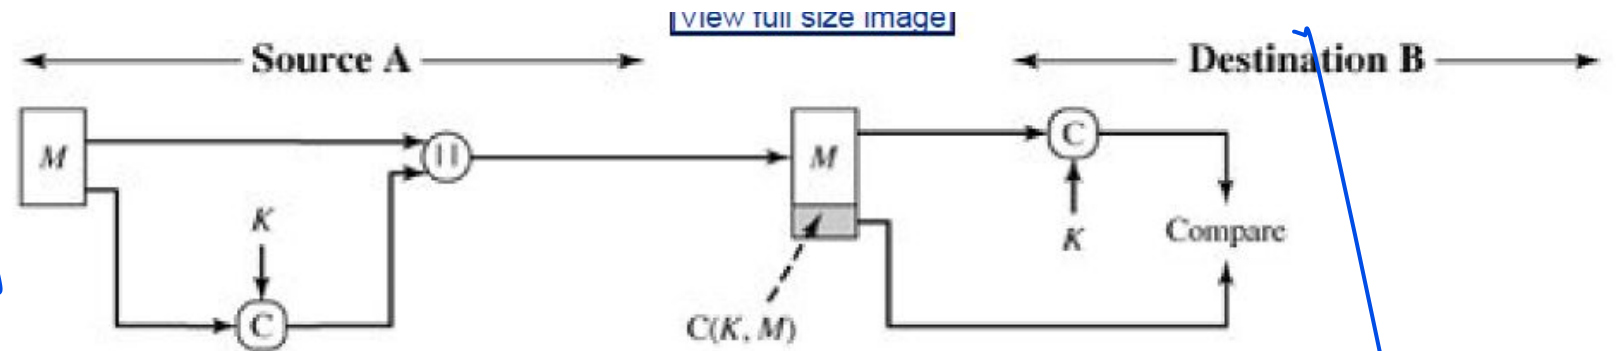 [View full size image]
Source A
Destination B
M
||
M
C
K
K
Compare
C(K, M)
C